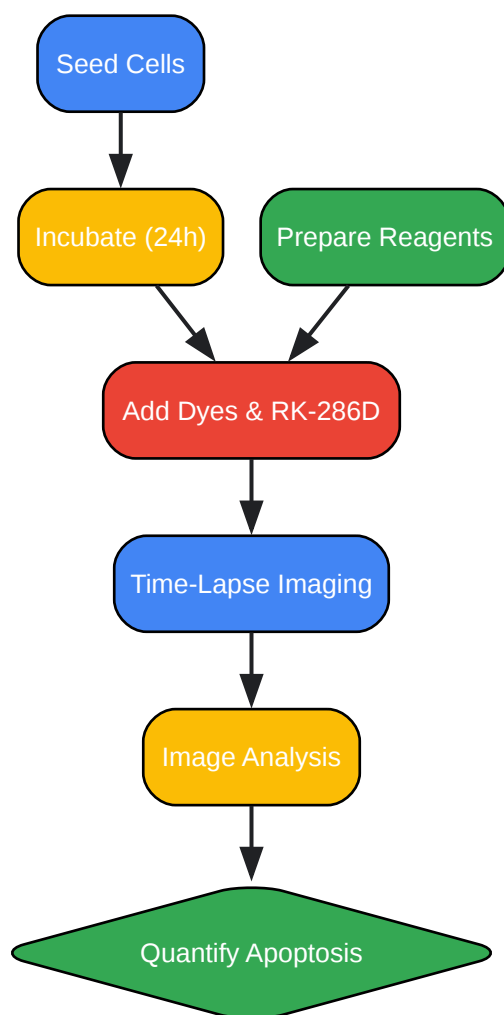 Seed Cells
Incubate (24h)
Prepare Reagents
Add Dyes & RK-286D
Time-Lapse Imaging
Image Analysis
Quantify Apoptosis